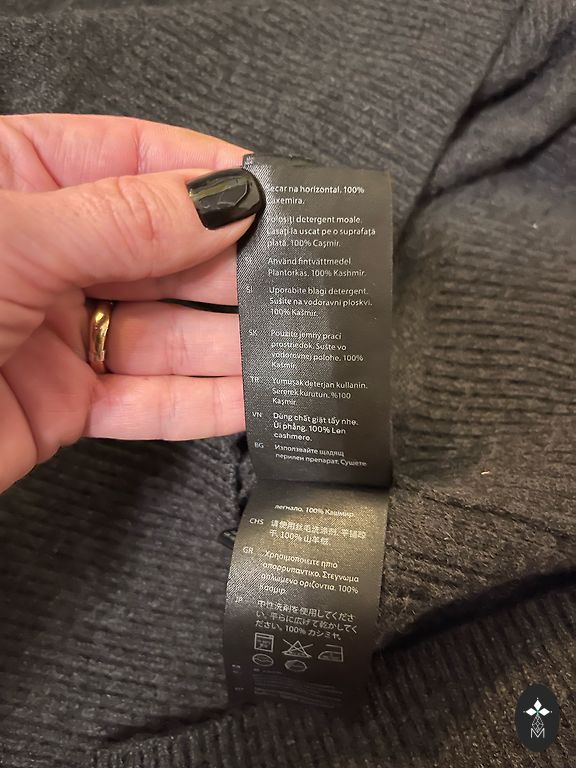 Secar na horizontal. 100%
Caxemira.
Folosiți detergent moale.
Lasați la uscat pe o suprafață
plată. 100% Cașmir.
Använd fintvättmedel
Plantorkas. 100% Kashmir.
SI Uporabite blagi detergent.
Sušite na vodoravni ploskvi.
100% Kašmir.
SK Použite jemný prací
prostriedok. Sušte vo
vodorovnej polohe, 100%
Kašmír.
TR Yumuşak deterjan kullanin.
Sererek kurutun. %100
Kaşmir.
VN Dùng chất giặt tẩy nhẹ.
Ủi phẳng. 100% Len
cashmere.
BG Използвайте щадящ
перилен препарат. Сушете
легнало. 100% Кашмир.
CHS 请使用丝毛洗涤剂. 平铺晾
干. 100% 山羊绒
GR Χρησιμοποιείτε ήπιο
απορρυπαντικό. Στέγνωμα
απλωμένο οριζόντια. 100%
Κασμίρ.
JP 中性洗剤を使用してくださ
い. 平らに広げて乾かしてく
ださい. 100% カシミヤ.
M